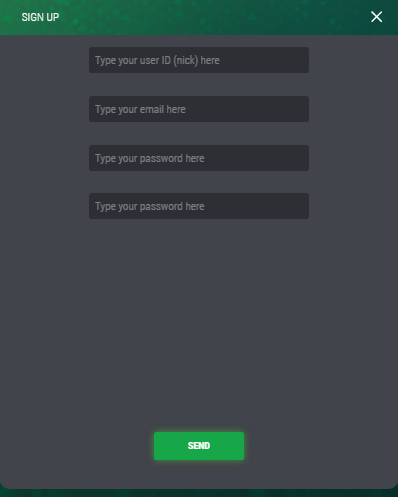 SIGN UP
Type your user ID (nick) here
Type your email here
Type your password here
Type your password here
SEND